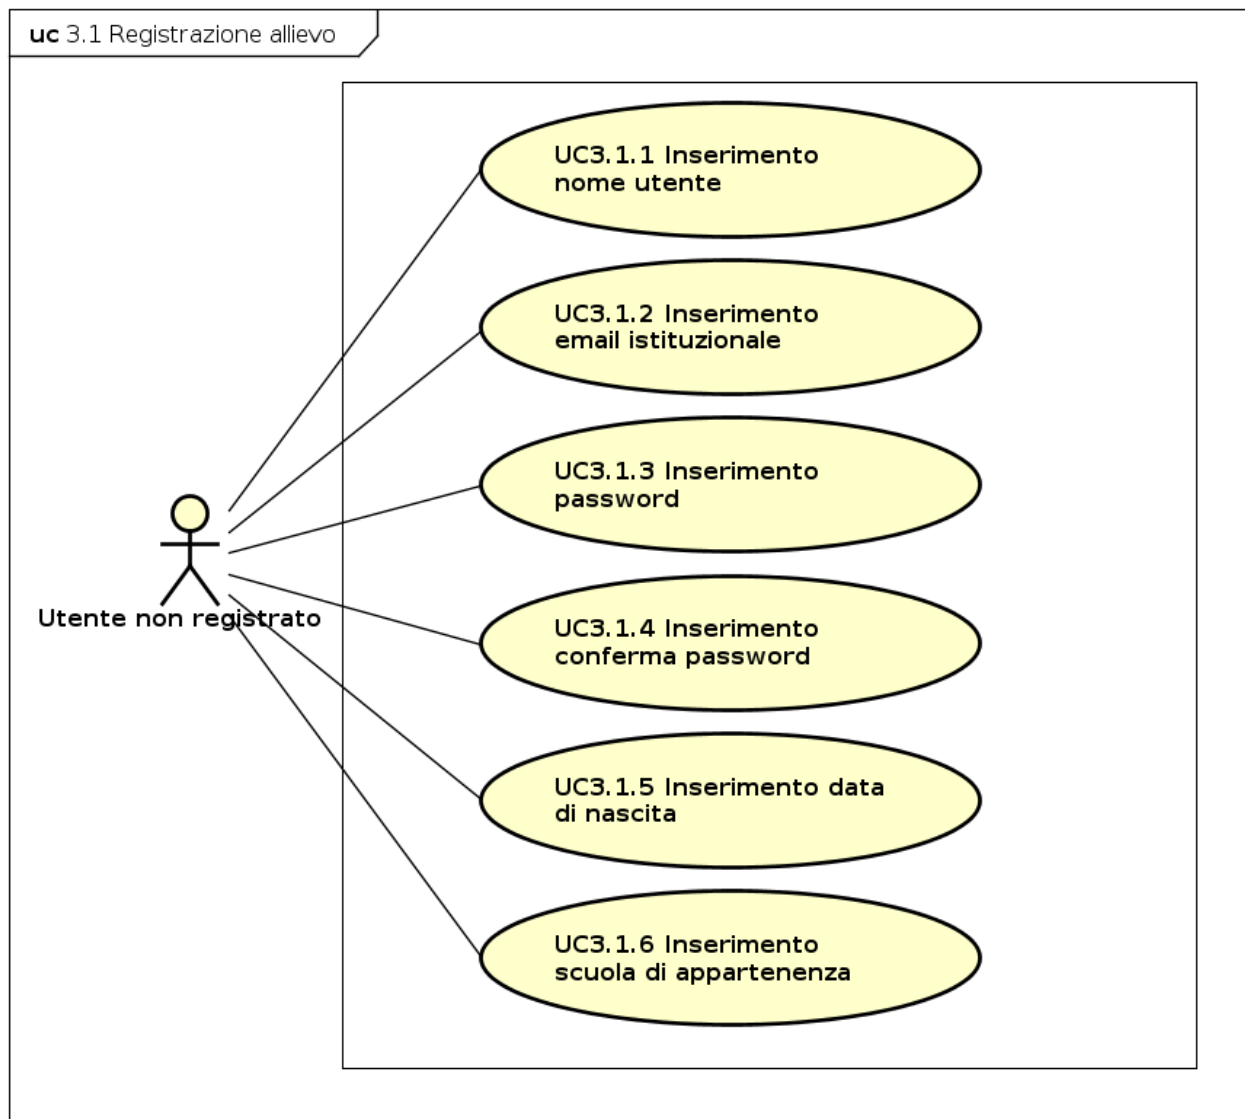 uc 3.1 Registrazione allievo
UC3.1.1 Inserimento
nome utente
UC3.1.2 Inserimento
email istituzionale
UC3.1.3 Inserimento
password
Utente non registrato
UC3.1.4 Inserimento
conferma password
UC3.1.5 Inserimento data
di nascita
UC3.1.6 Inserimento
scuola di appartenenza